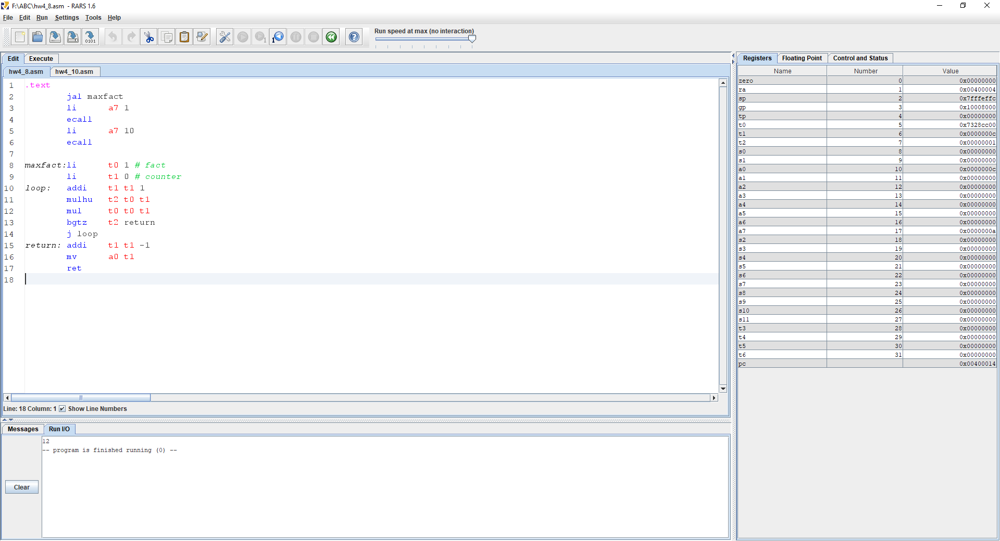 F:\ABC\hw4_8.asm - RARS 1.6
File Edit Run Settings Tools Help
Run speed at max (no interaction)
Edit Execute
hw4_8.asm hw4_10.asm
1 .text
2 jal maxfact
3 li a7 1
4 ecall
5 li a7 10
6 ecall
7
8 maxfact:li t0 1 # fact
9 li t1 0 # counter
10 loop: addi t1 t1 1
11 mulhu t2 t0 t1
12 mul t0 t0 t1
13 bgtz t2 return
14 j loop
15 return: addi t1 t1 -1
16 mv a0 t1
17 ret
18
Line: 18 Column: 1 Show Line Numbers
Messages Run I/O
12
-- program is finished running (0) --
Clear
Registers Floating Point Control and Status
Name Number Value
zero 0 0x00000000
ra 1 0x00400004
sp 2 0x7fffeffc
gp 3 0x10008000
tp 4 0x00000000
t0 5 0x7328cc00
t1 6 0x0000000c
t2 7 0x00000001
s0 8 0x00000000
s1 9 0x00000000
a0 10 0x0000000c
a1 11 0x00000000
a2 12 0x00000000
a3 13 0x00000000
a4 14 0x00000000
a5 15 0x00000000
a6 16 0x00000000
a7 17 0x0000000a
s2 18 0x00000000
s3 19 0x00000000
s4 20 0x00000000
s5 21 0x00000000
s6 22 0x00000000
s7 23 0x00000000
s8 24 0x00000000
s9 25 0x00000000
s10 26 0x00000000
s11 27 0x00000000
t3 28 0x00000000
t4 29 0x00000000
t5 30 0x00000000
t6 31 0x00000000
pc 0x00400014